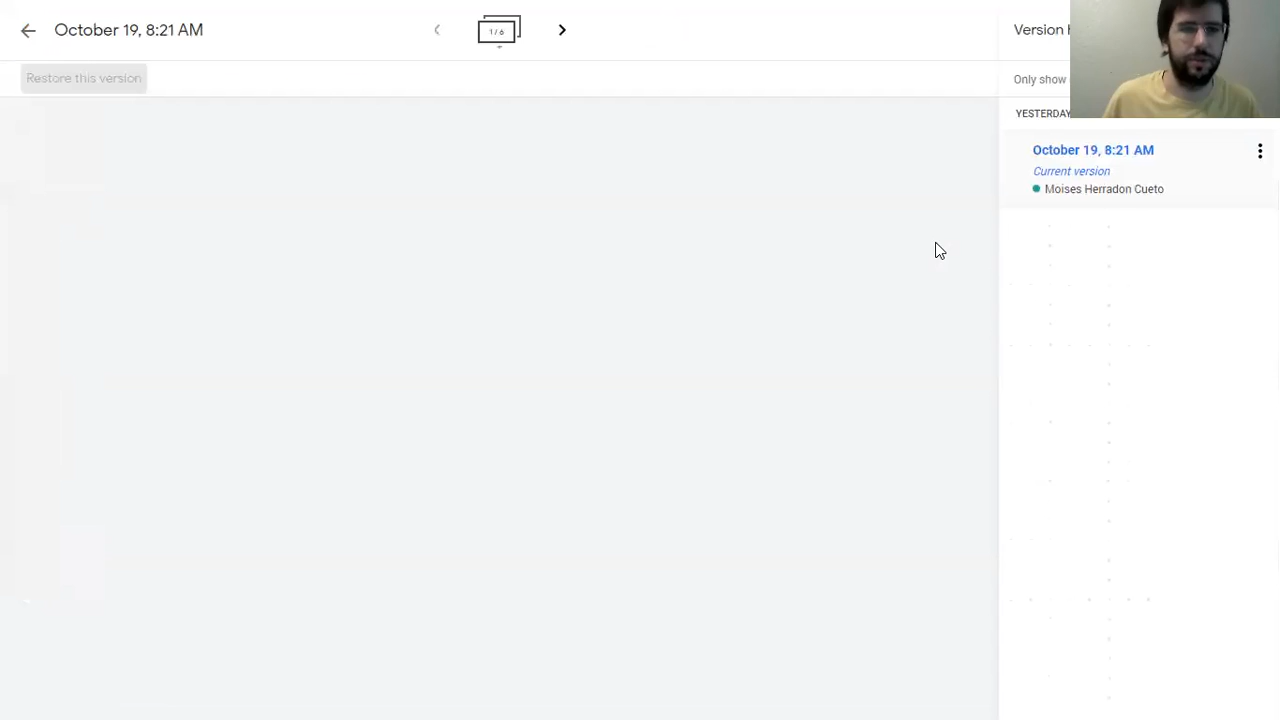 October 19, 8:21 AM
1/6
Version
Restore this version
Only show
YESTERDAY
October 19, 8:21 AM
Current version
Moises Herradon Cueto